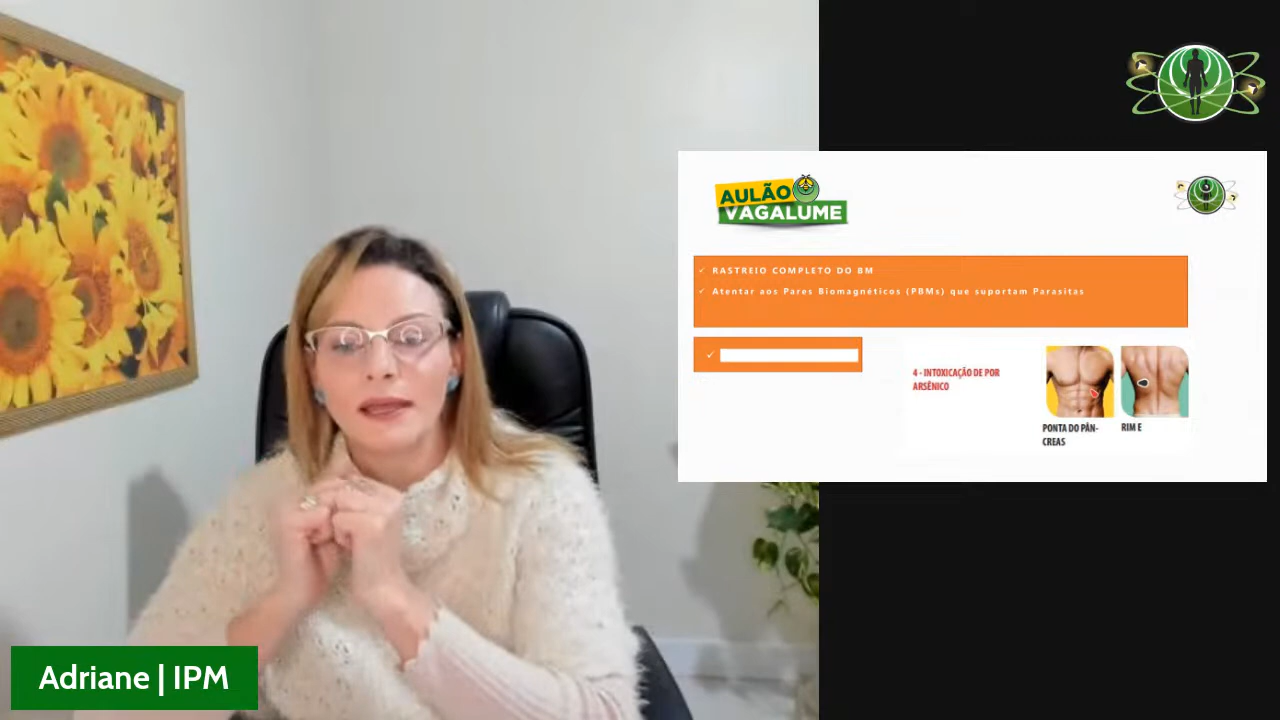 AULÃO
VAGALUME
✓ RASTREIO COMPLETO DO BM
✓ Atentar aos Pares Biomagnéticos (PBMs) que suportam Parasitas
✓
4 - INTOXICAÇÃO DE POR
ARSÊNICO
PONTA DO PÂN-
CREAS
RIM E
Adriane | IPM